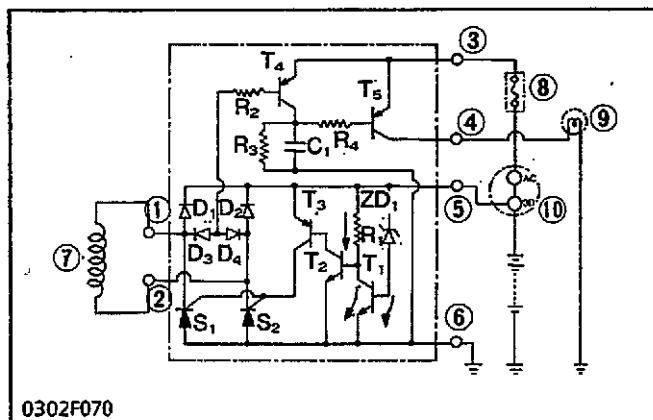 ③
T₄
⑧
R₂
T₅
④
⑨
R₃
C₁
R₄
AC
①
D₁
D₂
T₃
ZD₁
⑤
⑩
⑦
D₃
D₄
T₂
R₁
T₁
②
S₁
S₂
⑥
0302F070